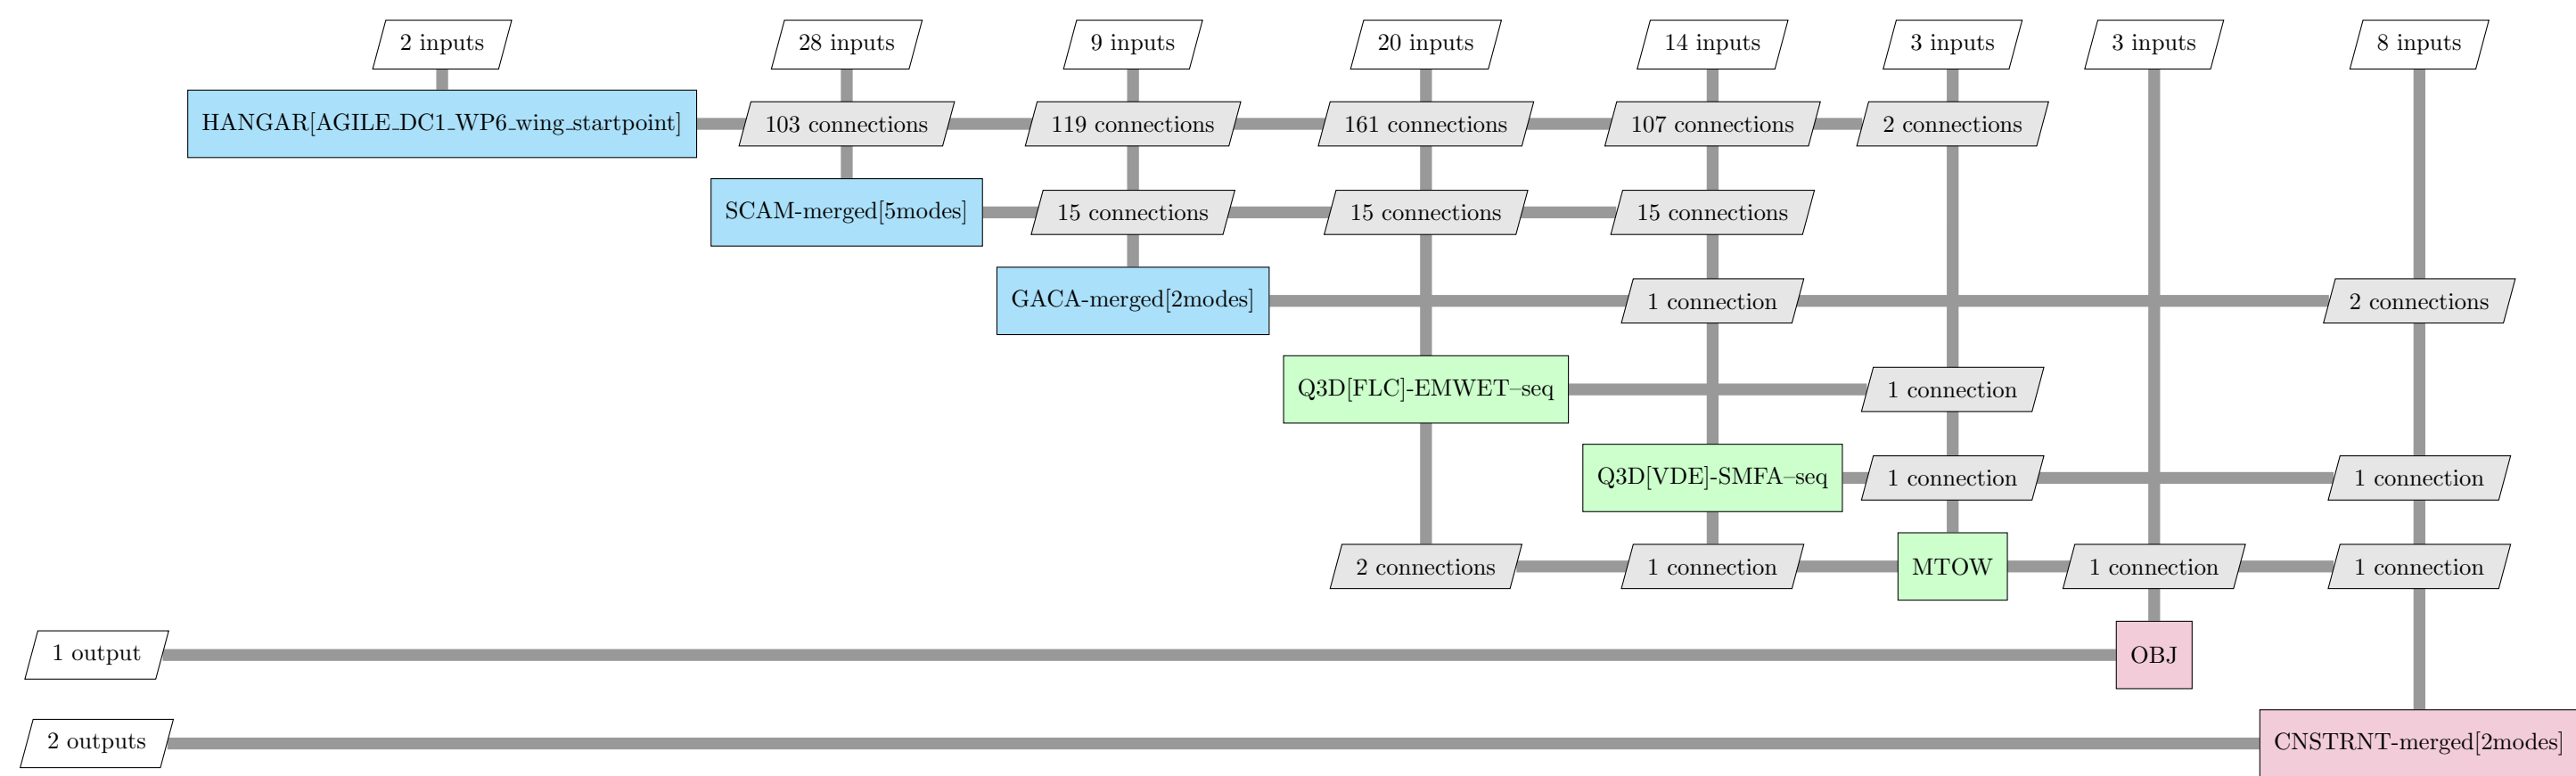 2 inputs
28 inputs
9 inputs
20 inputs
14 inputs
3 inputs
3 inputs
8 inputs
HANGAR[AGILE_DC1_WP6_wing_startpoint]
103 connections
119 connections
161 connections
107 connections
2 connections
SCAM-merged[5modes]
15 connections
15 connections
15 connections
GACA-merged[2modes]
1 connection
2 connections
Q3D[FLC]-EMWET–seq
1 connection
Q3D[VDE]-SMFA–seq
1 connection
1 connection
2 connections
1 connection
MTOW
1 connection
1 connection
1 output
OBJ
2 outputs
CNSTRNT-merged[2modes]